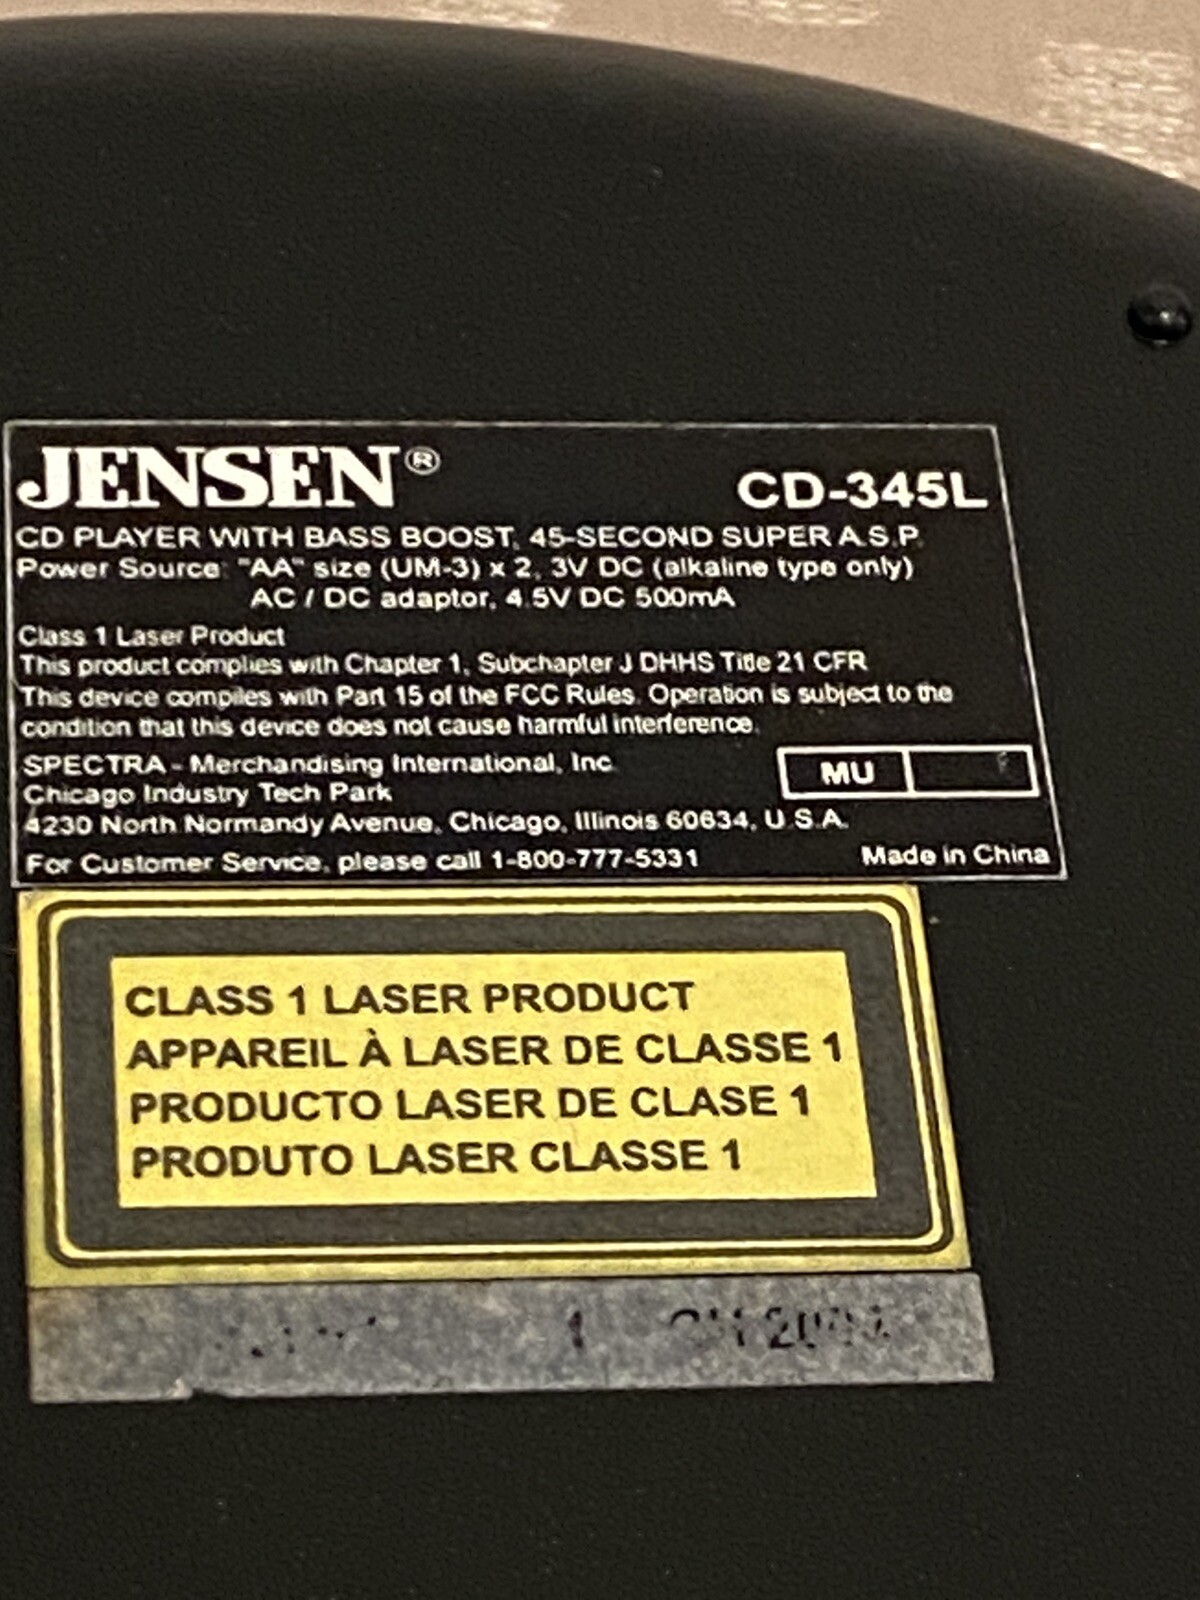 JENSEN®
CD-345L
CD PLAYER WITH BASS BOOST, 45-SECOND SUPER A.S.P.
Power Source: "AA" size (UM-3) x 2, 3V DC (alkaline type only)
AC / DC adaptor, 4.5V DC 500mA
Class 1 Laser Product
This product complies with Chapter 1, Subchapter J DHHS Title 21 CFR
This device compiles with Part 15 of the FCC Rules. Operation is subject to the
condition that this device does not cause harmful interference.
SPECTRA - Merchandising International, Inc.
MU
Chicago Industry Tech Park
4230 North Normandy Avenue, Chicago, Illinois 60634, U.S.A.
For Customer Service, please call 1-800-777-5331
Made in China
CLASS 1 LASER PRODUCT
APPAREIL À LASER DE CLASSE 1
PRODUCTO LASER DE CLASE 1
PRODUTO LASER CLASSE 1